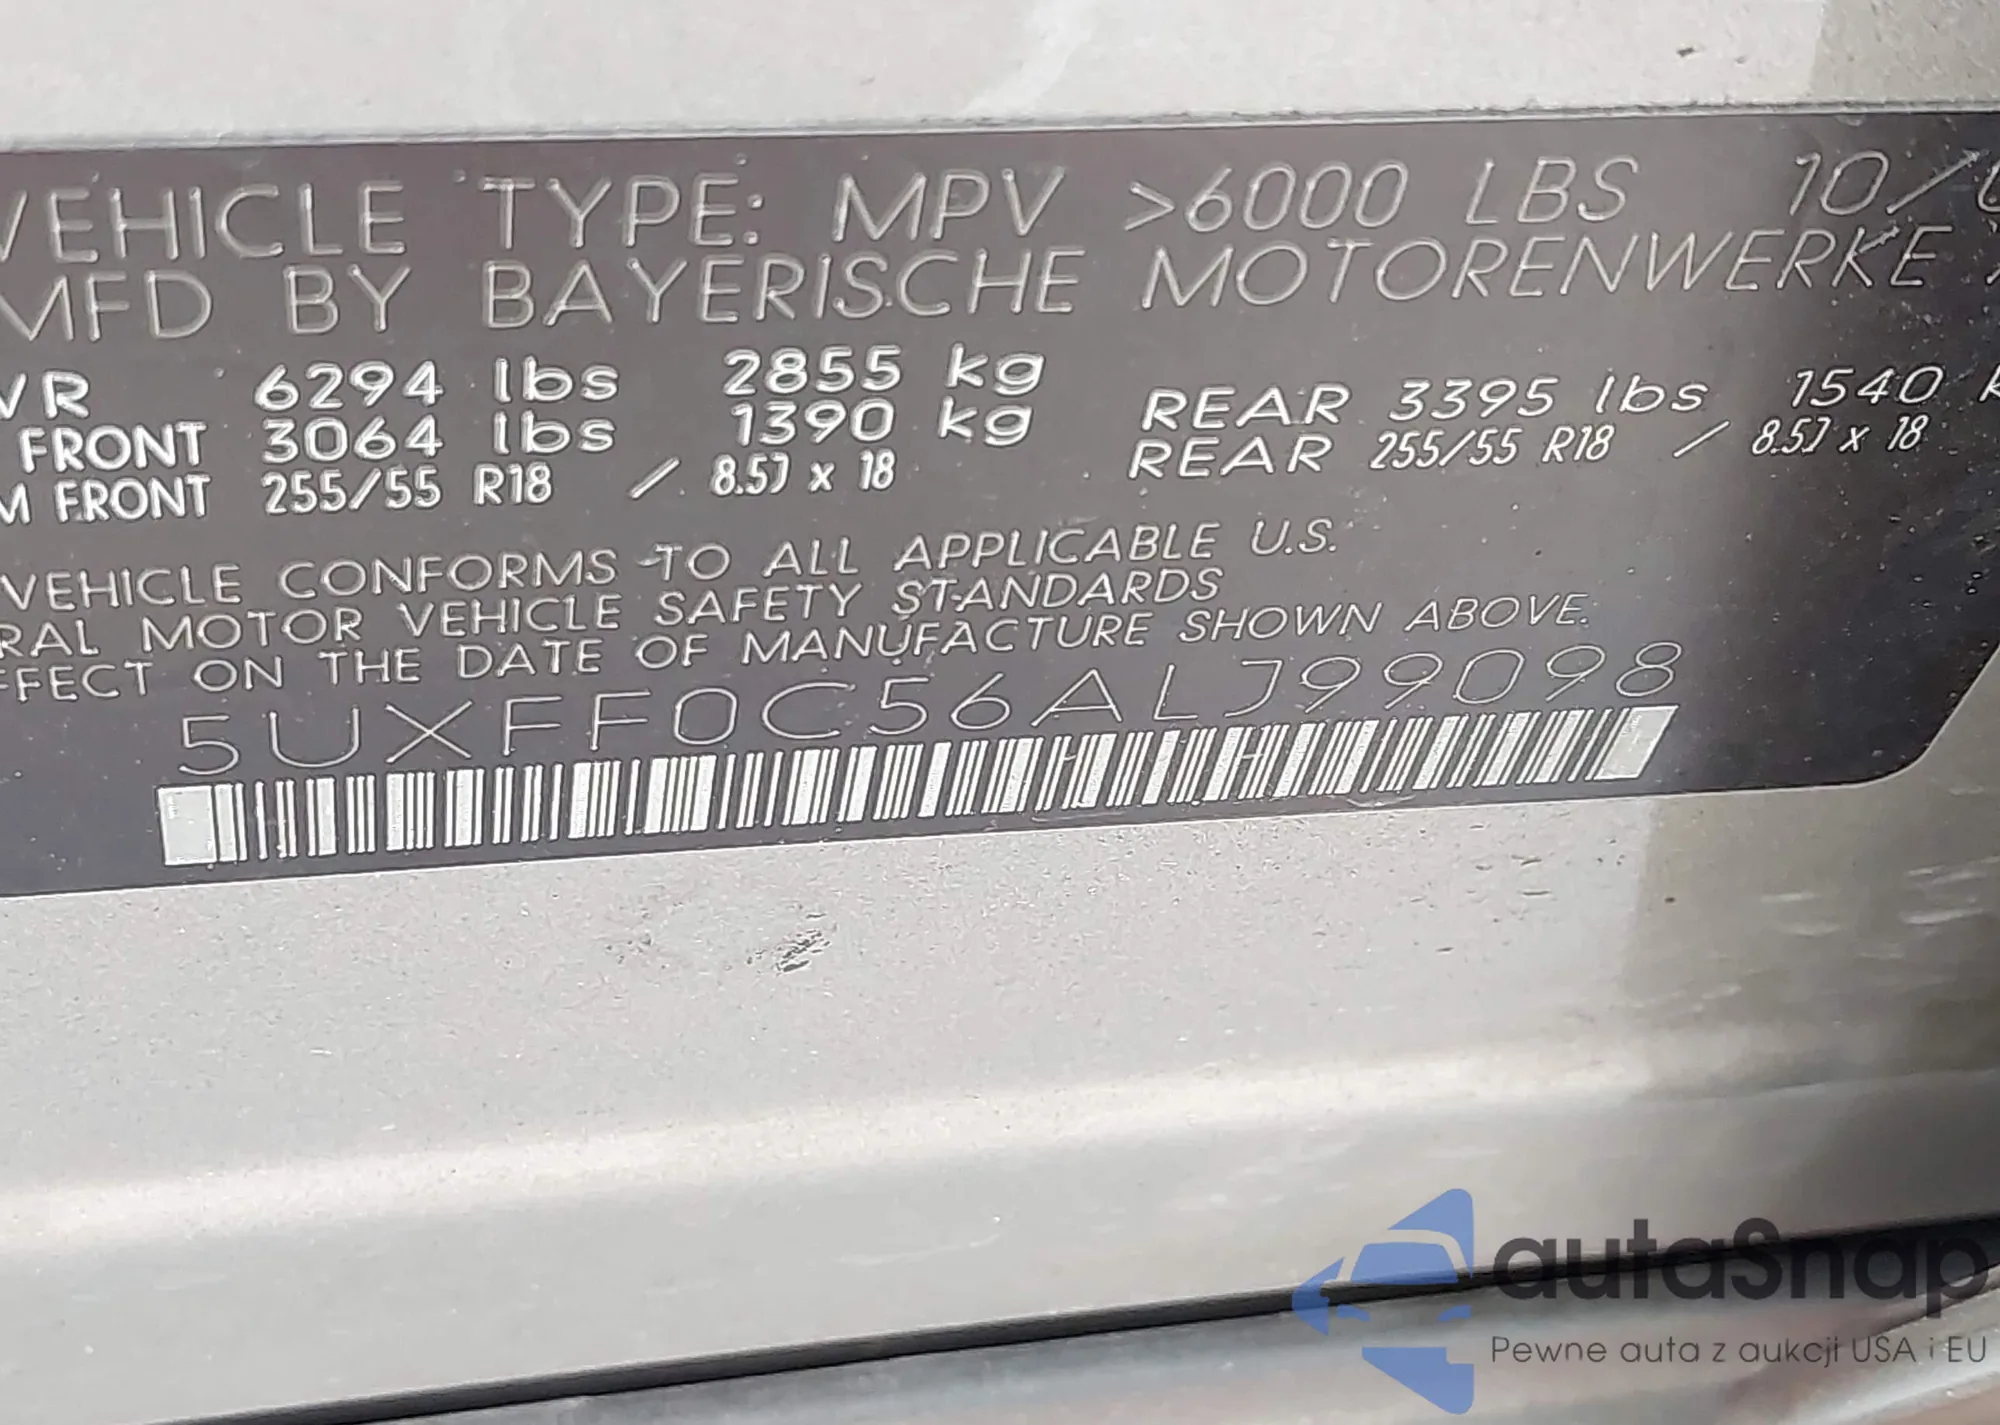 VEHICLE TYPE: MPV >6000 LBS 10/0
MFD BY BAYERISCHE MOTORENWERKE
VR 6294 lbs 2855 kg
FRONT 3064 lbs 1390 kg REAR 3395 lbs 1540 k
M FRONT 255/55 R18 / 8.5J x 18 REAR 255/55 R18 / 8.5J x 18
VEHICLE CONFORMS TO ALL APPLICABLE U.S.
RAL MOTOR VEHICLE SAFETY STANDARDS
FFECT ON THE DATE OF MANUFACTURE SHOWN ABOVE.
5UXFF0C56ALJ99098
autaSnap
Pewne auta z aukcji USA i EU